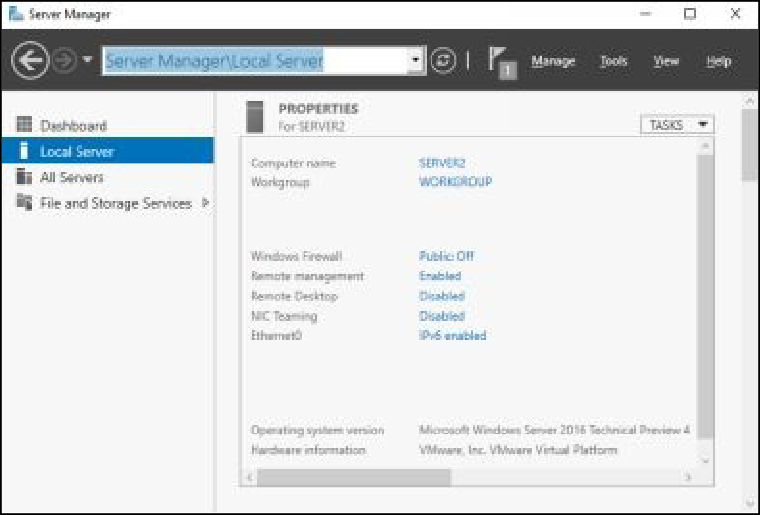 Server Manager
Server Manager\Local Server
1 Manage Tools View Help
Dashboard
Local Server
All Servers
File and Storage Services
PROPERTIES
For SERVER2
TASKS
Computer name SERVER2
Workgroup WORKGROUP
Windows Firewall Public: Off
Remote management Enabled
Remote Desktop Disabled
NIC Teaming Disabled
Ethernet0 IPv6 enabled
Operating system version Microsoft Windows Server 2016 Technical Preview 4
Hardware information VMware, Inc. VMware Virtual Platform